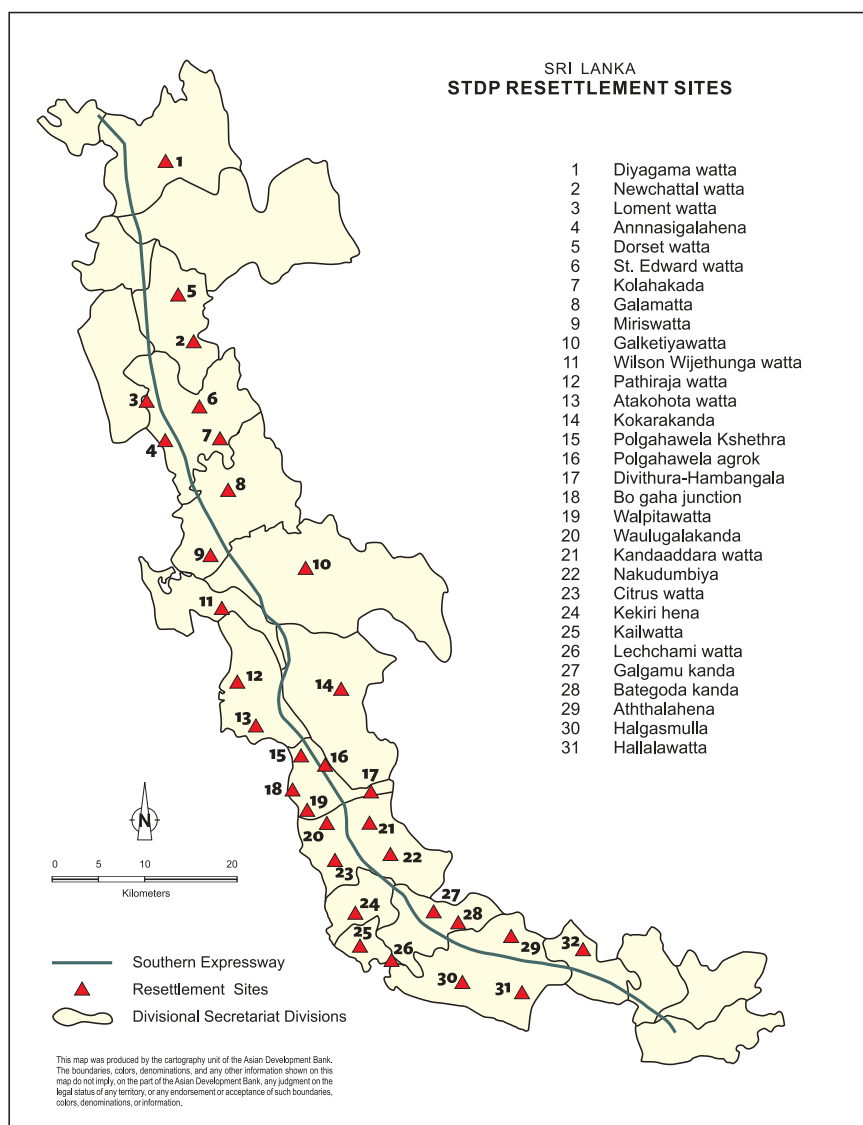 SRI LANKA
STDP RESETTLEMENT SITES
1 Diyagama watta
2 Newchattal watta
3 Loment watta
4 Annnasigalahena
5 Dorset watta
6 St. Edward watta
7 Kolahakada
8 Galamatta
9 Miriswatta
10 Galketiyawatta
11 Wilson Wijethunga watta
12 Pathiraja watta
13 Atakohota watta
14 Kokarakanda
15 Polgahawela Kshethra
16 Polgahawela agrok
17 Divithura-Hambangala
18 Bo gaha junction
19 Walpitawatta
20 Waulugalakanda
21 Kandaaddara watta
22 Nakudumbiya
23 Citrus watta
24 Kekiri hena
25 Kailwatta
26 Lechchami watta
27 Galgamu kanda
28 Bategoda kanda
29 Aththalahena
30 Halgasmulla
31 Hallalawatta
1
5
2
3
6
4
7
8
9
10
11
12
14
13
15
16
17
18
19
20
21
22
23
24
27
28
25
26
29
32
30
31
N
0 5 10 20
Kilometers
Southern Expressway
Resettlement Sites
Divisional Secretariat Divisions
This map was produced by the cartography unit of the Asian Development Bank.
The boundaries, colors, denominations, and any other information shown on this
map do not imply, on the part of the Asian Development Bank, any judgment on the
legal status of any territory, or any endorsement or acceptance of such boundaries,
colors, denominations, or information.